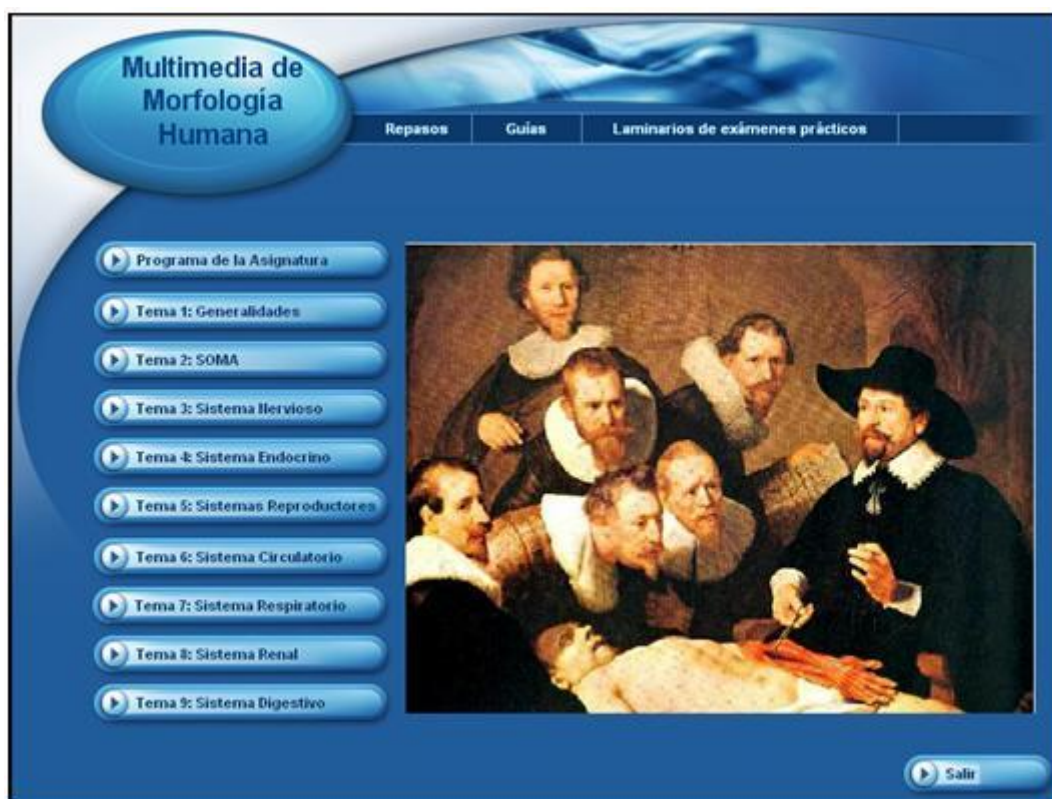 Multimedia de
Morfología
Humana
Repasos
Guías
Laminarios de exámenes prácticos
Programa de la Asignatura
Tema 1: Generalidades
Tema 2: SOMA
Tema 3: Sistema Nervioso
Tema 4: Sistema Endocrino
Tema 5: Sistemas Reproductores
Tema 6: Sistema Circulatorio
Tema 7: Sistema Respiratorio
Tema 8: Sistema Renal
Tema 9: Sistema Digestivo
Salir